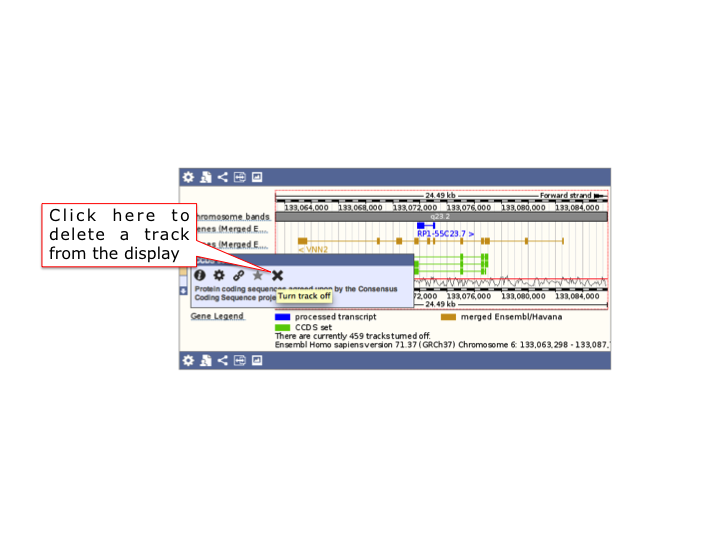 24.49 kb
Forward strand
133,064,000 133,068,000 133,072,000 133,076,000 133,080,000 133,084,000
Click here to
delete a track
from the display
hromosome bands
q23.2
enes (Merged E...
RP1-55C23.7 >
nes (Merged E...
< VNN2
Protein coding sequences agreed upon by the Consensus
Coding Sequence proje
Turn track off
72,000 133,076,000 133,080,000 133,084,000
24.49 kb
Gene Legend
processed transcript
merged Ensembl/Havana
CCDS set
There are currently 459 tracks turned off.
Ensembl Homo sapiens version 71.37 (GRCh37) Chromosome 6: 133,063,298 - 133,087,